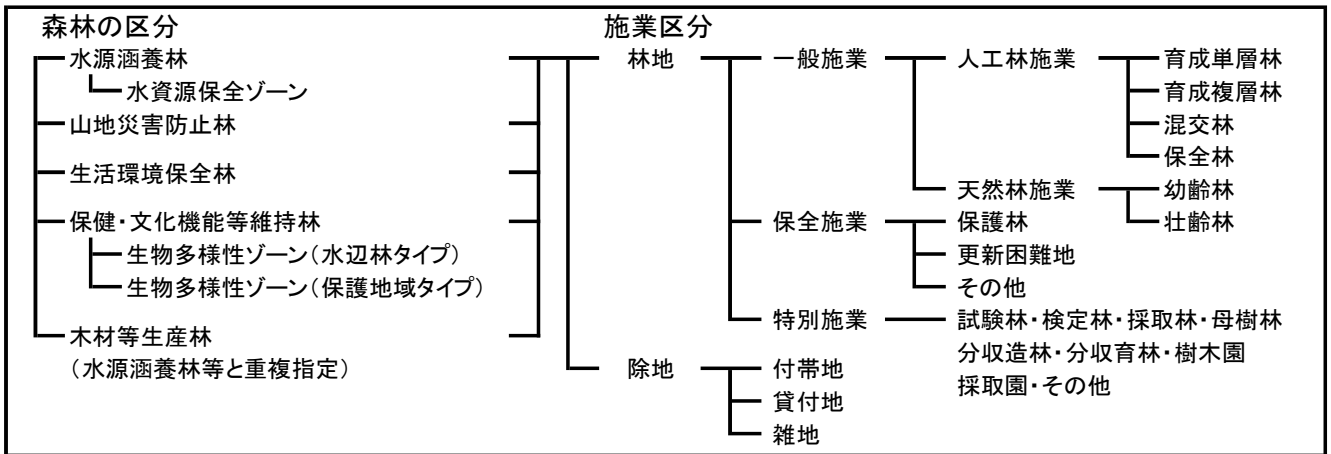 森林の区分
水源涵養林
水資源保全ゾーン
山地災害防止林
生活環境保全林
保健・文化機能等維持林
生物多様性ゾーン（水辺林タイプ）
生物多様性ゾーン（保護地域タイプ）
木材等生産林
（水源涵養林等と重複指定）
施業区分
林地
一般施業
人工林施業
育成単層林
育成複層林
混交林
保全林
天然林施業
幼齢林
壮齢林
保全施業
保護林
更新困難地
その他
特別施業
試験林・検定林・採取林・母樹林
分収造林・分収育林・樹木園
採取園・その他
除地
付帯地
貸付地
雑地